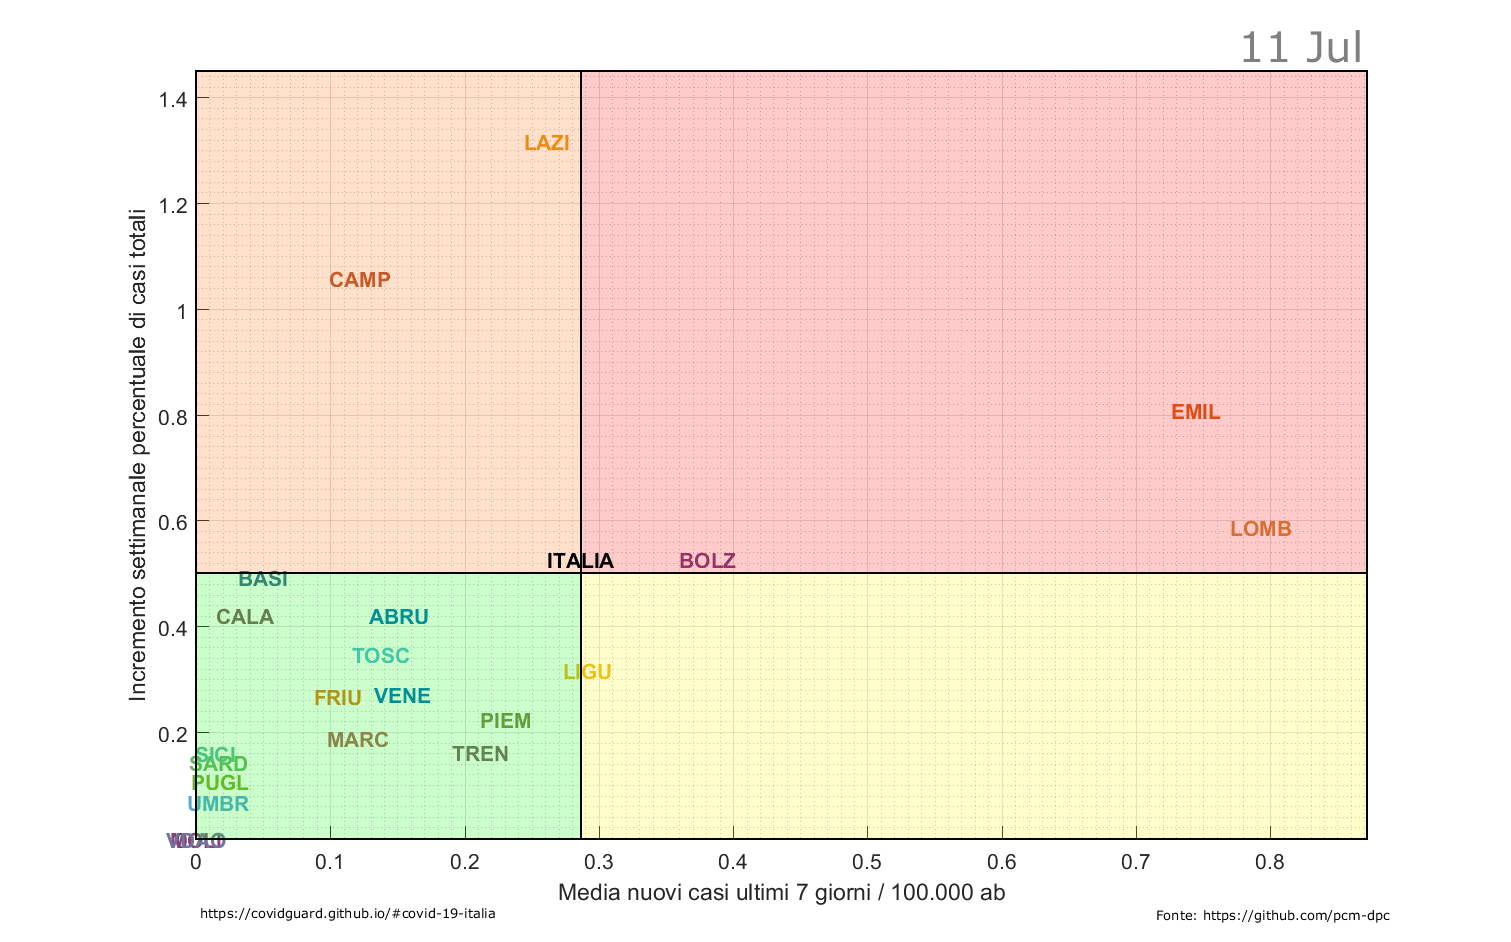 11 Jul
Incremento settimanale percentuale di casi totali
1.4
1.2
1
0.8
0.6
0.4
0.2
LAZI
CAMP
EMIL
LOMB
ITALIA
BOLZ
BASI
CALA
ABRU
TOSC
LIGU
FRIU
VENE
PIEM
MARC
TREN
SICI
SARD
PUGL
UMBR
0 0.1 0.2 0.3 0.4 0.5 0.6 0.7 0.8
Media nuovi casi ultimi 7 giorni / 100.000 ab
https://covidguard.github.io/#covid-19-italia
Fonte: https://github.com/pcm-dpc